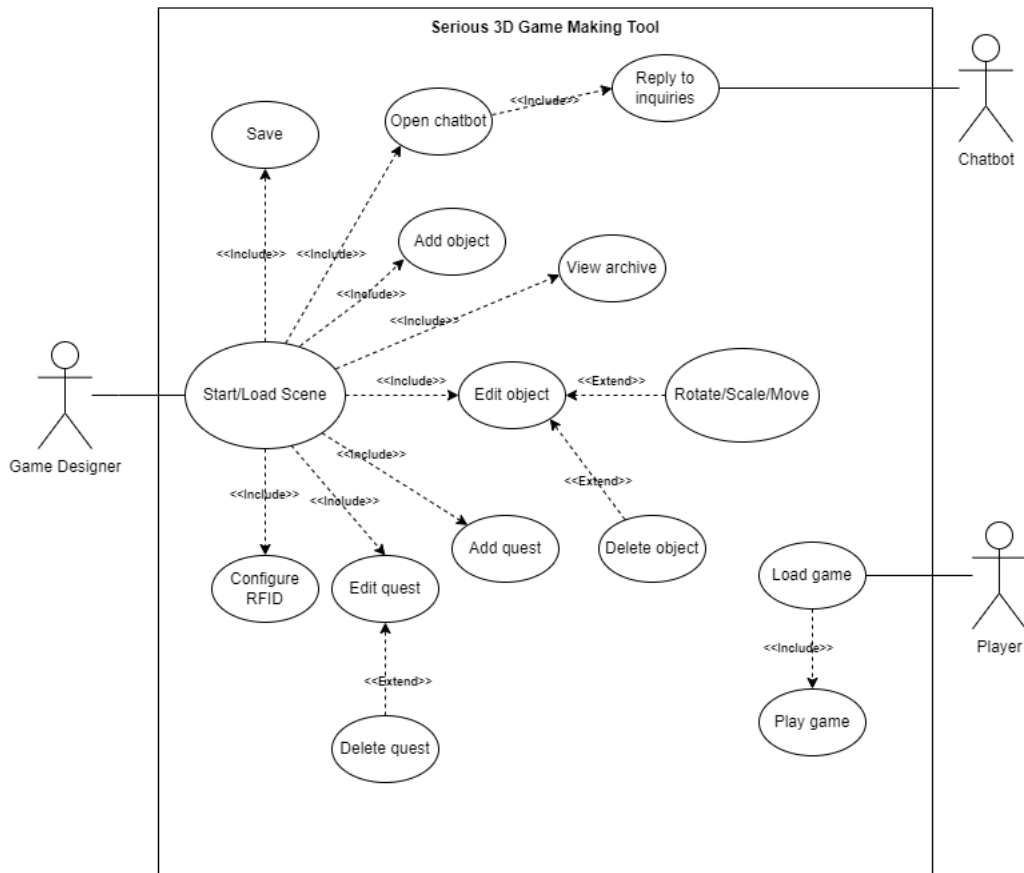 Serious 3D Game Making Tool
Reply to
inquiries
<<Include>>
Open chatbot
Save
Chatbot
Add object
<<Include>>
<<Include>>
View archive
<<Include>>
<<Include>>
Start/Load Scene
<<Include>>
Edit object
<<Extend>>
Rotate/Scale/Move
Game Designer
<<Include>>
<<Extend>>
<<Include>>
<<Include>>
Add quest
Delete object
Configure
RFID
Edit quest
Load game
Player
<<Include>>
<<Extend>>
Play game
Delete quest